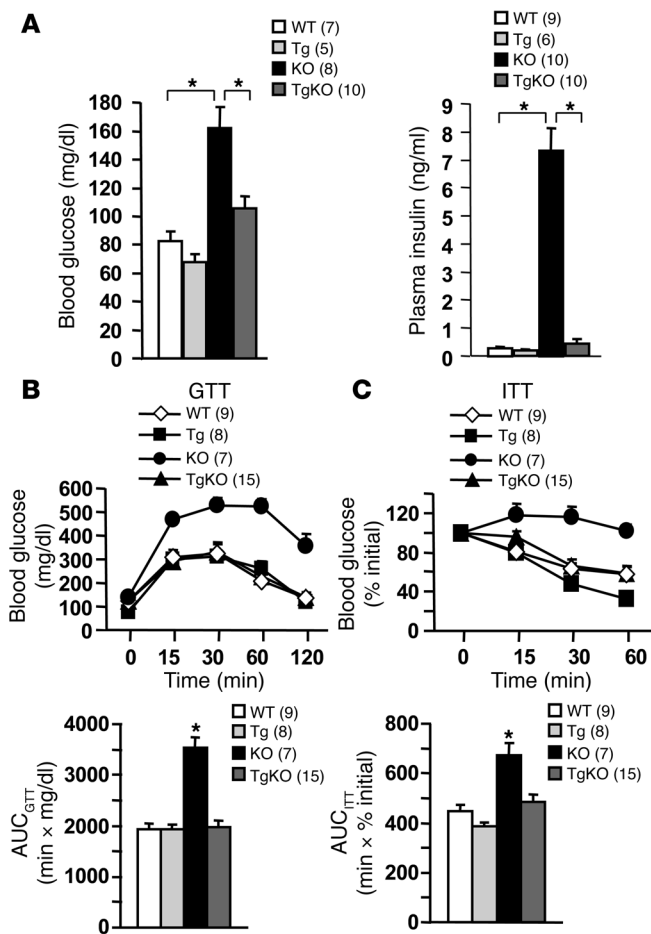 A
WT (7)
Tg (5)
KO (8)
TgKO (10)
* *
Blood glucose (mg/dl)
180
160
140
120
100
80
60
40
20
0
WT (9)
Tg (6)
KO (10)
TgKO (10)
* *
Plasma insulin (ng/ml)
9
8
7
6
5
4
3
2
1
0
B
GTT
WT (9)
Tg (8)
KO (7)
TgKO (15)
Blood glucose
(mg/dl)
600
500
400
300
200
100
0
0 15 30 60 120
Time (min)
C
ITT
WT (9)
Tg (8)
KO (7)
TgKO (15)
Blood glucose
(% initial)
120
80
40
0
0 15 30 60
Time (min)
WT (9)
Tg (8)
KO (7)
TgKO (15)
*
AUCGTT
(min × mg/dl)
4000
3000
2000
1000
0
WT (9)
Tg (8)
KO (7)
TgKO (15)
*
AUCITT
(min × % initial)
800
600
400
200
0